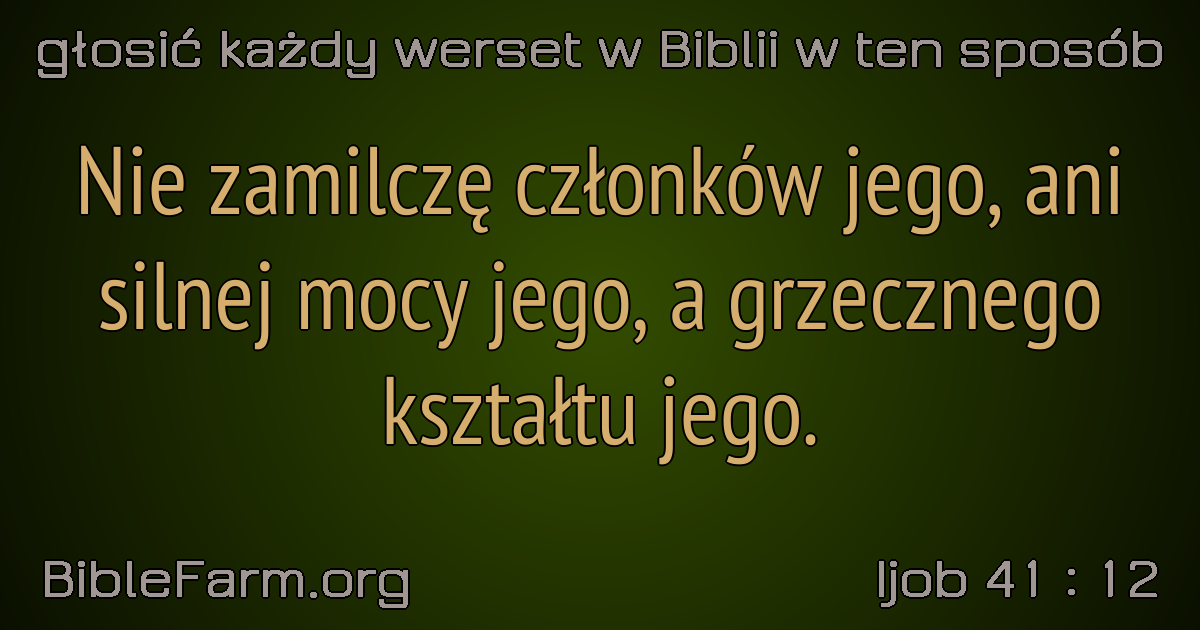 głosić każdy werset w Biblii w ten sposób
Nie zamilczę członków jego, ani
silnej mocy jego, a grzecznego
kształtu jego.
BibleFarm.org
Ijob 41 : 12